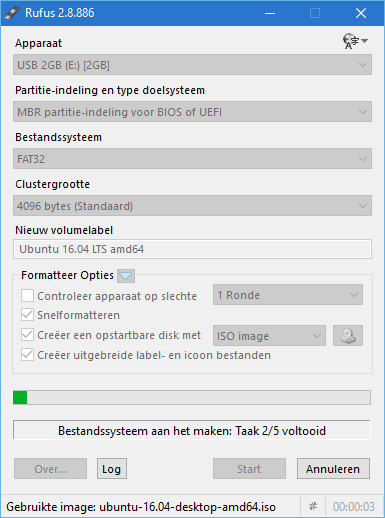 Rufus 2.8.886
Apparaat
USB 2GB (E:) [2GB]
Partitie-indeling en type doelsysteem
MBR partitie-indeling voor BIOS of UEFI
Bestandssysteem
FAT32
Clustergrootte
4096 bytes (Standaard)
Nieuw volumelabel
Ubuntu 16.04 LTS amd64
Formatteer Opties
Controleer apparaat op slechte 1 Ronde
Snelformatteren
Creëer een opstartbare disk met ISO image
Creëer uitgebreide label- en icoon bestanden
Bestandssysteem aan het maken: Taak 2/5 voltooid
Over... Log Start Annuleren
Gebruikte image: ubuntu-16.04-desktop-amd64.iso # 00:00:03